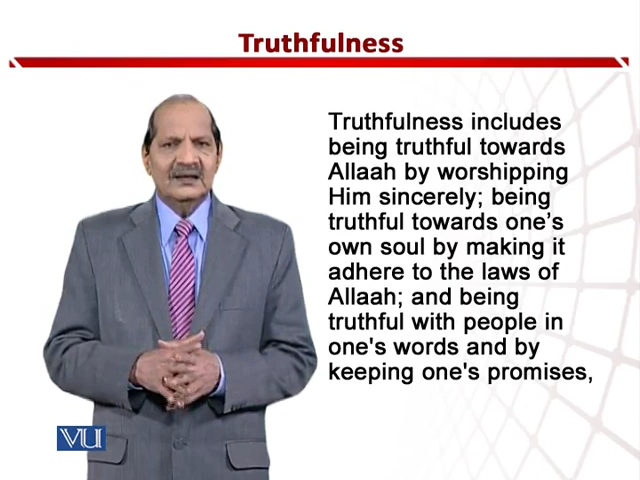 Truthfulness
Truthfulness includes
being truthful towards
Allaah by worshipping
Him sincerely; being
truthful towards one’s
own soul by making it
adhere to the laws of
Allaah; and being
truthful with people in
one's words and by
keeping one's promises,
VU